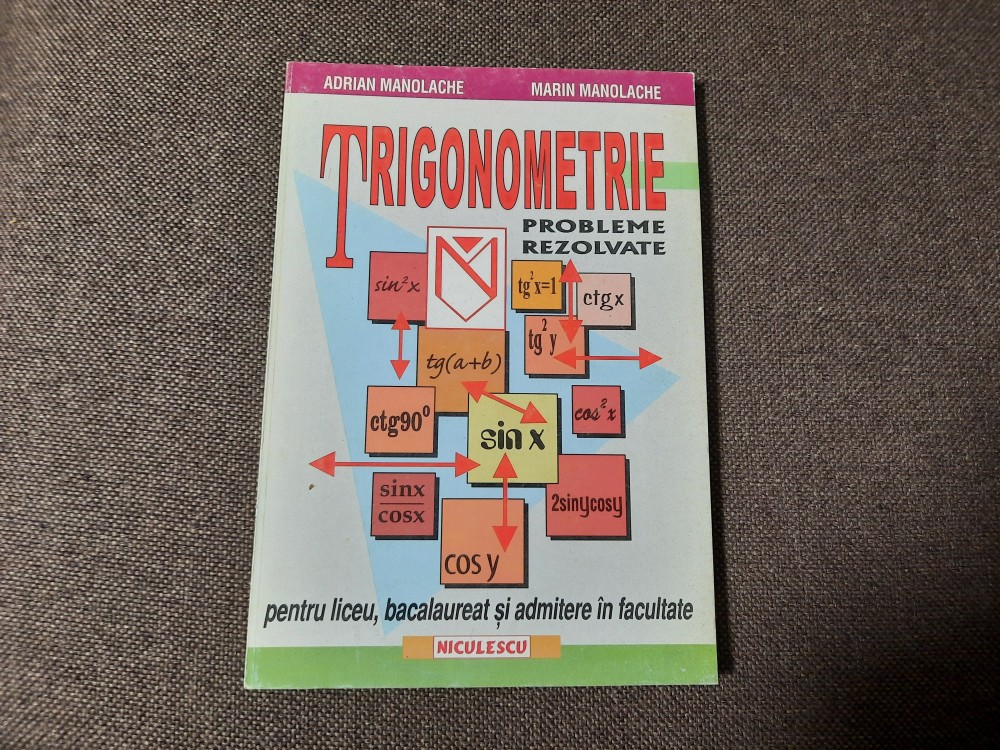 ADRIAN MANOLACHE MARIN MANOLACHE
TRIGONOMETRIE
PROBLEME
REZOLVATE
sin²x
tg²x=1
ctgx
tg²y
tg(a+b)
ctg90⁰
cos²x
sin x
sinx
cosx
2sinycosy
cos y
pentru liceu, bacalaureat și admitere în facultate
NICULESCU